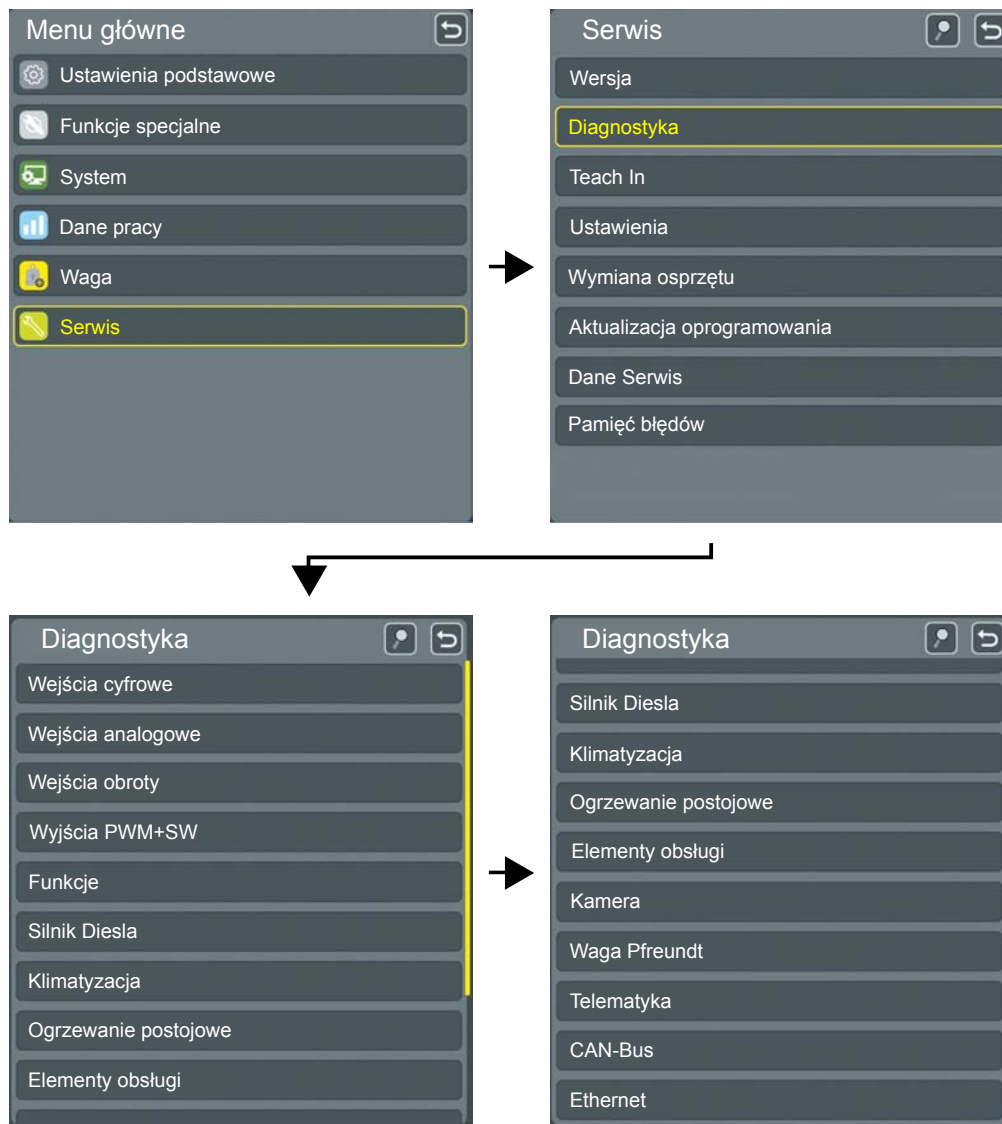 Menu główne
Ustawienia podstawowe
Funkcje specjalne
System
Dane pracy
Waga
Serwis
Serwis
Wersja
Diagnostyka
Teach In
Ustawienia
Wymiana osprzętu
Aktualizacja oprogramowania
Dane Serwis
Pamięć błędów
Diagnostyka
Wejścia cyfrowe
Wejścia analogowe
Wejścia obroty
Wyjścia PWM+SW
Funkcje
Silnik Diesla
Klimatyzacja
Ogrzewanie postojowe
Elementy obsługi
Diagnostyka
Silnik Diesla
Klimatyzacja
Ogrzewanie postojowe
Elementy obsługi
Kamera
Waga Pfreundt
Telematyka
CAN-Bus
Ethernet